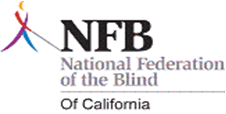 NFB
National Federation
of the Blind
Of California